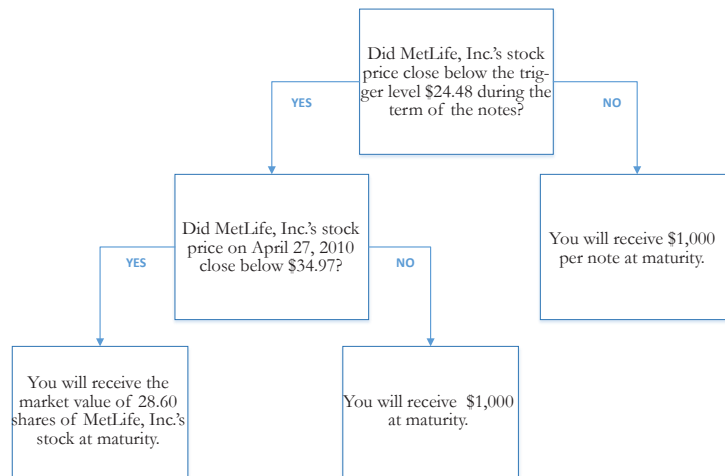 Did MetLife, Inc.'s stock
price close below the trig-
ger level $24.48 during the
term of the notes?
YES
NO
Did MetLife, Inc.'s stock
price on April 27, 2010
close below $34.97?
You will receive $1,000
per note at maturity.
YES
NO
You will receive the
market value of 28.60
shares of MetLife, Inc.'s
stock at maturity.
You will receive $1,000
at maturity.